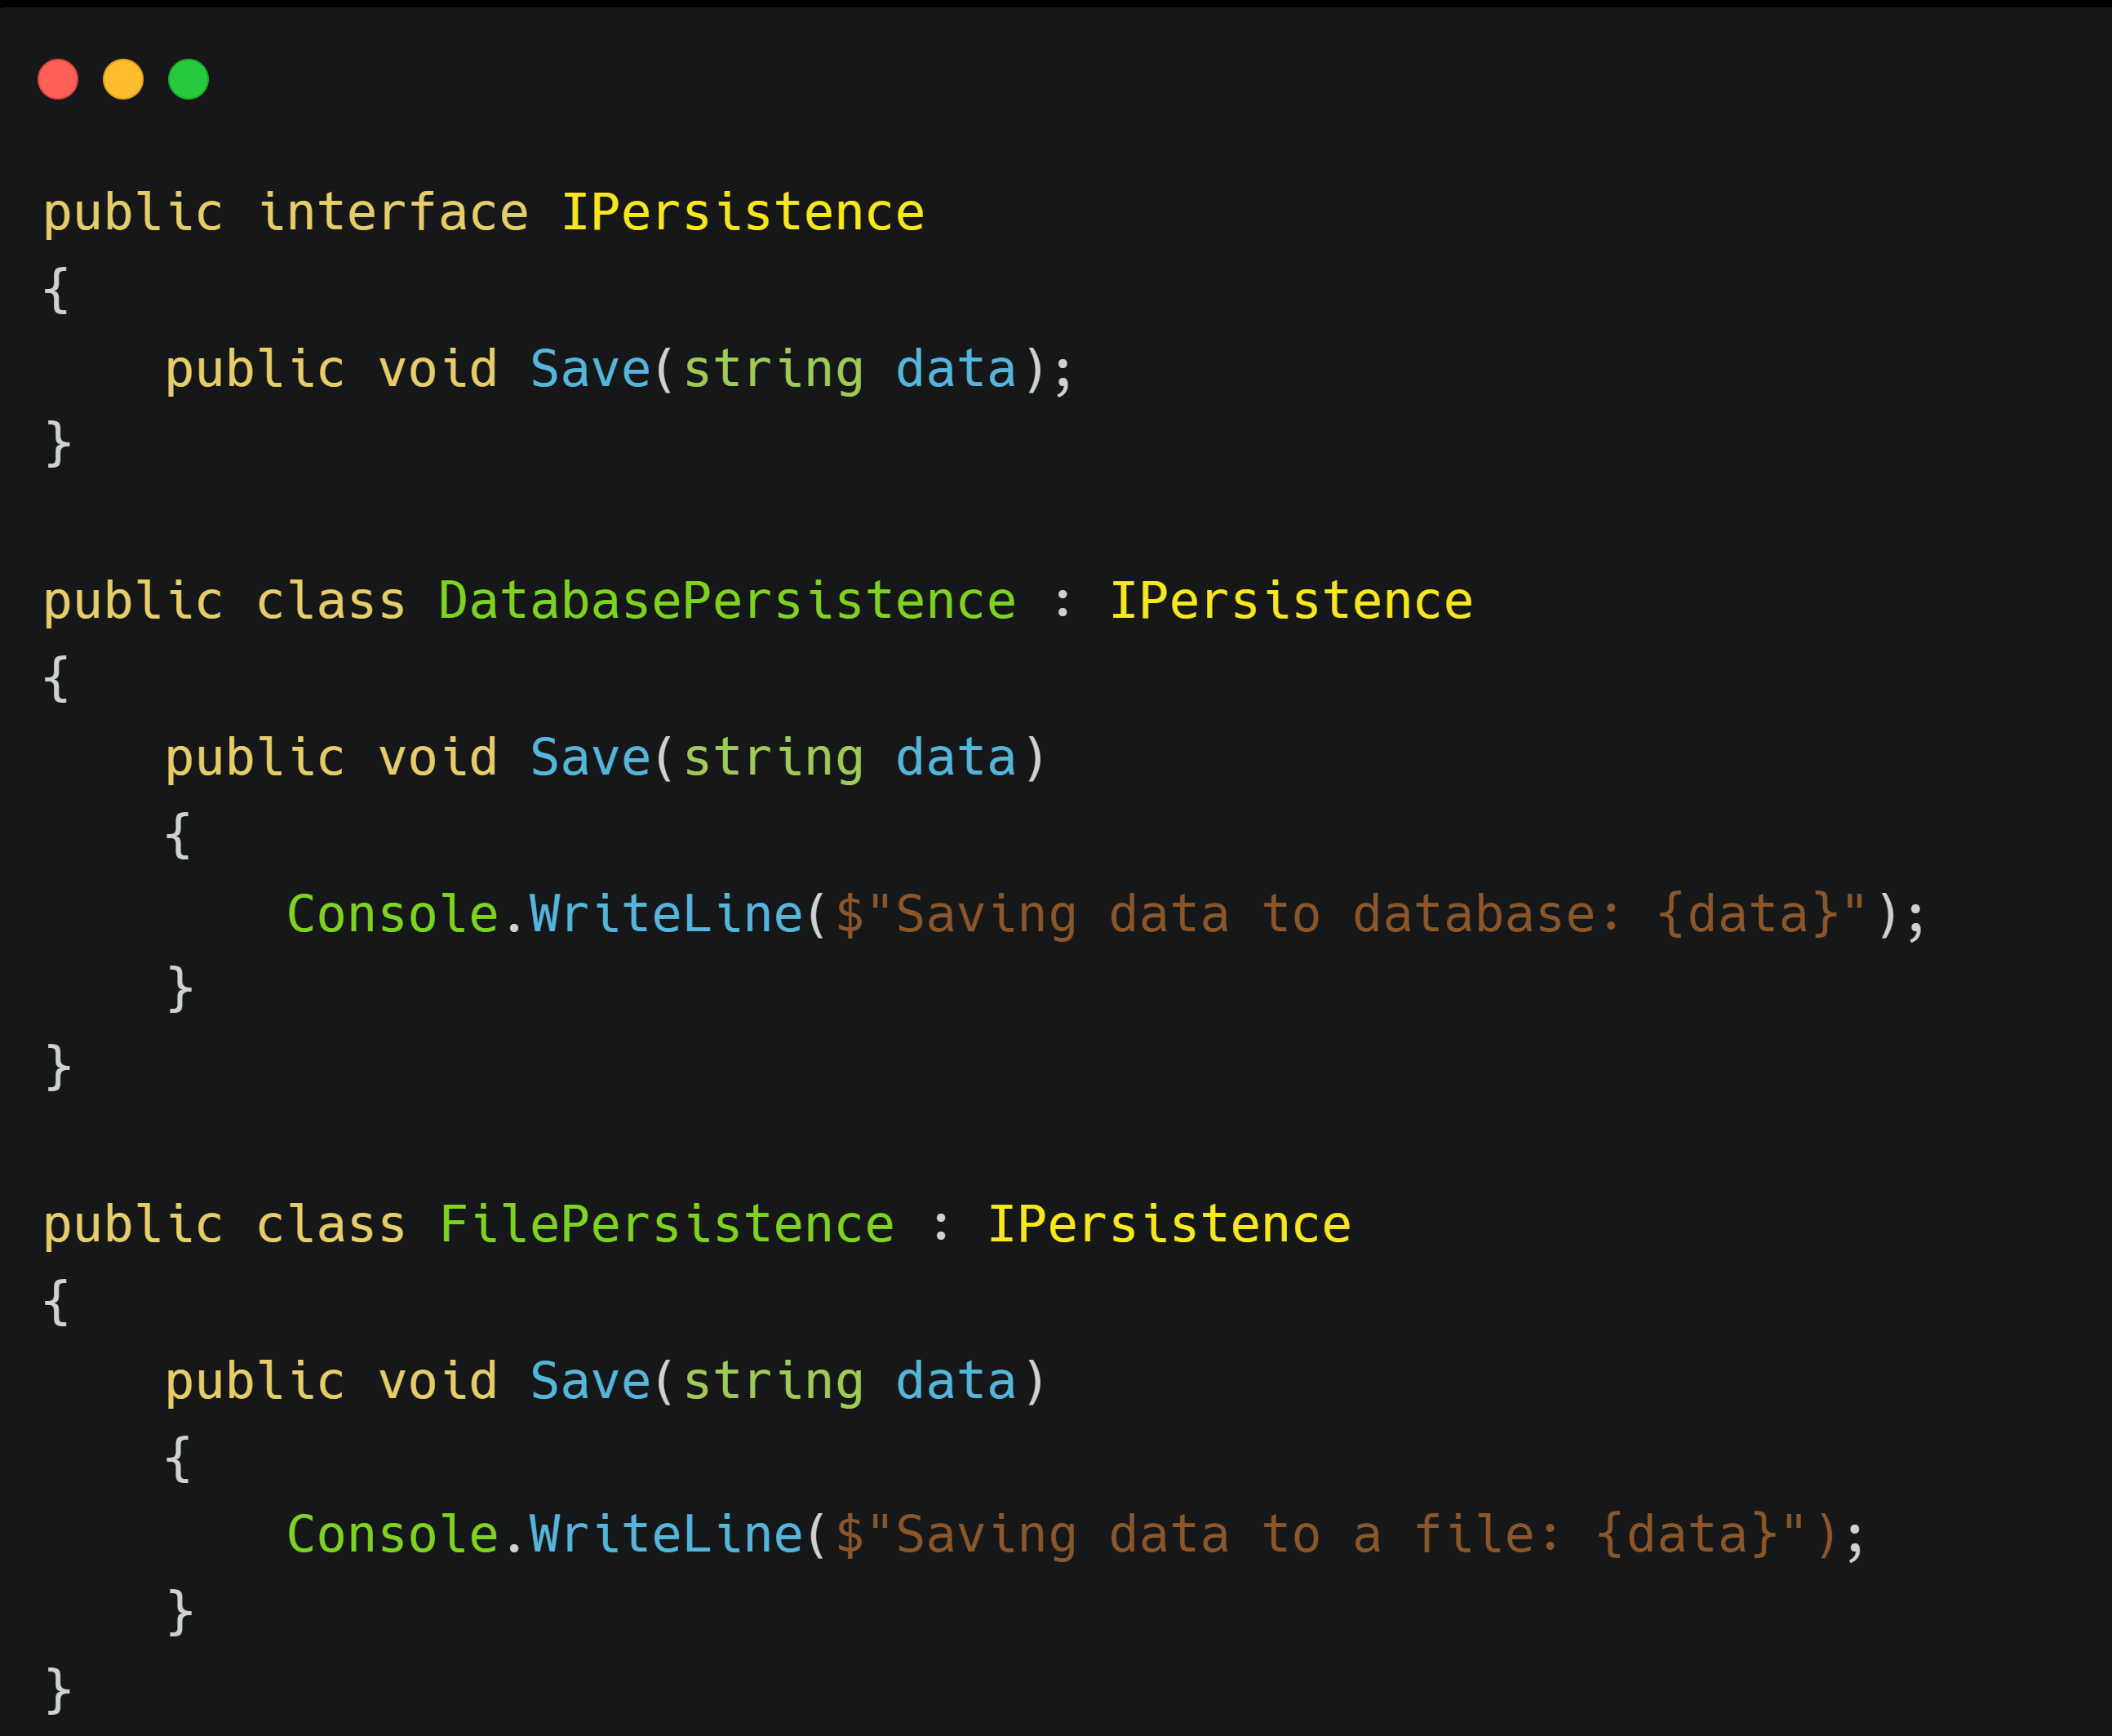 public interface IPersistence
{
    public void Save(string data);
}

public class DatabasePersistence : IPersistence
{
    public void Save(string data)
    {
        Console.WriteLine($"Saving data to database: {data}");
    }
}

public class FilePersistence : IPersistence
{
    public void Save(string data)
    {
        Console.WriteLine($"Saving data to a file: {data}");
    }
}